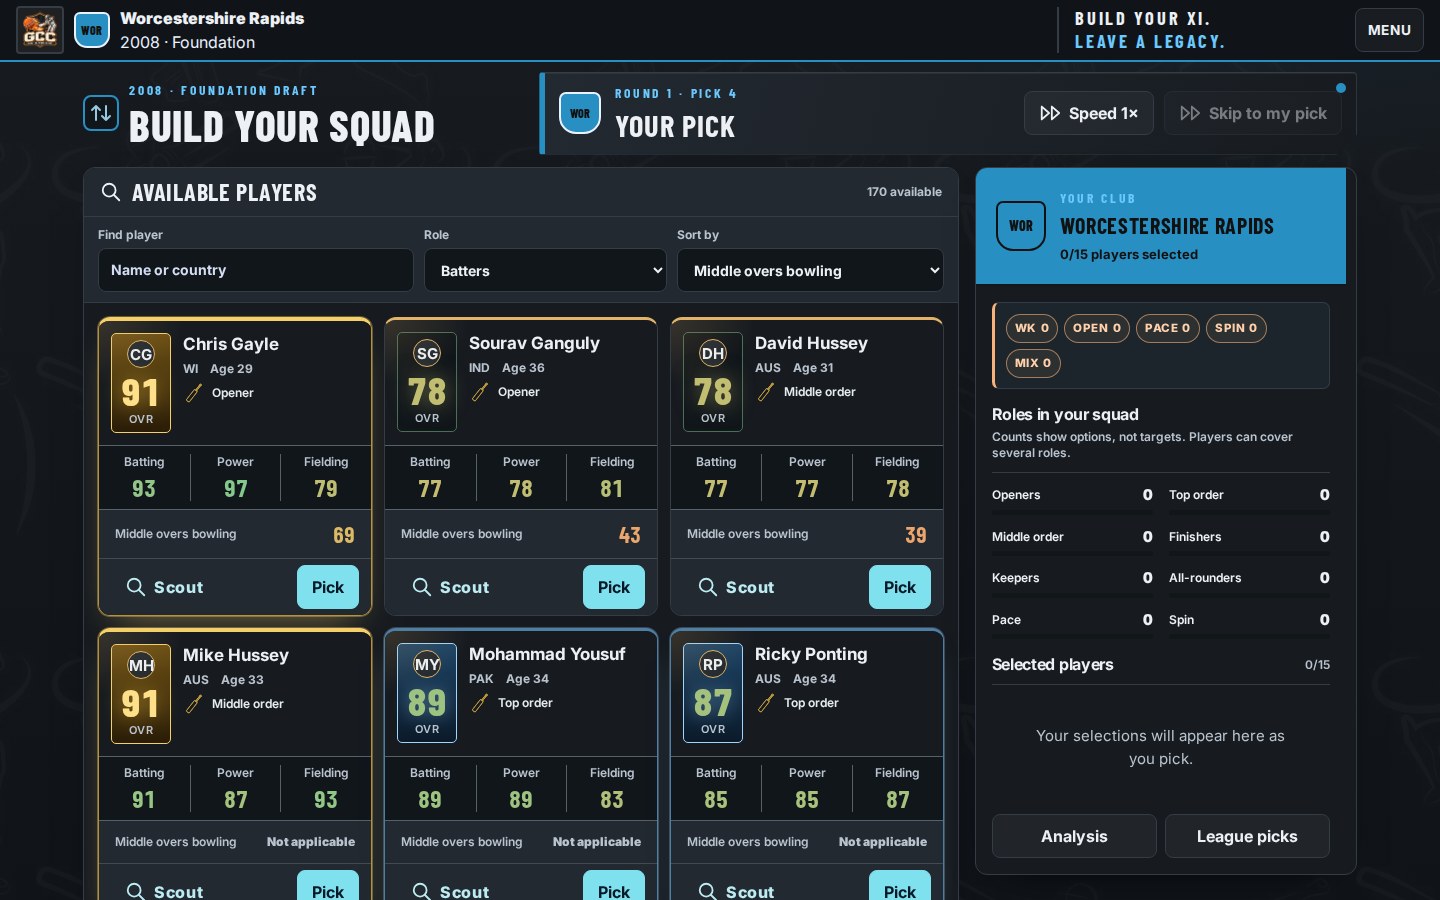 GCC
WOR
Worcestershire Rapids
2008 · Foundation
BUILD YOUR XI.
LEAVE A LEGACY.
MENU
2008 · FOUNDATION DRAFT
BUILD YOUR SQUAD
WOR
ROUND 1 · PICK 4
YOUR PICK
Speed 1×
Skip to my pick
AVAILABLE PLAYERS
170 available
Find player
Role
Sort by
Name or country
Batters
Middle overs bowling
CG
91
OVR
Chris Gayle
WI Age 29
Opener
Batting Power Fielding
93 97 79
Middle overs bowling 69
Scout Pick
SG
78
OVR
Sourav Ganguly
IND Age 36
Opener
Batting Power Fielding
77 78 81
Middle overs bowling 43
Scout Pick
DH
78
OVR
David Hussey
AUS Age 31
Middle order
Batting Power Fielding
77 77 78
Middle overs bowling 39
Scout Pick
MH
91
OVR
Mike Hussey
AUS Age 33
Middle order
Batting Power Fielding
91 87 93
Middle overs bowling Not applicable
Scout Pick
MY
89
OVR
Mohammad Yousuf
PAK Age 34
Top order
Batting Power Fielding
89 89 83
Middle overs bowling Not applicable
Scout Pick
RP
87
OVR
Ricky Ponting
AUS Age 34
Top order
Batting Power Fielding
85 85 87
Middle overs bowling Not applicable
Scout Pick
WOR
YOUR CLUB
WORCESTERSHIRE RAPIDS
0/15 players selected
WK 0 OPEN 0 PACE 0 SPIN 0
MIX 0
Roles in your squad
Counts show options, not targets. Players can cover
several roles.
Openers 0 Top order 0
Middle order 0 Finishers 0
Keepers 0 All-rounders 0
Pace 0 Spin 0
Selected players 0/15
Your selections will appear here as
you pick.
Analysis League picks